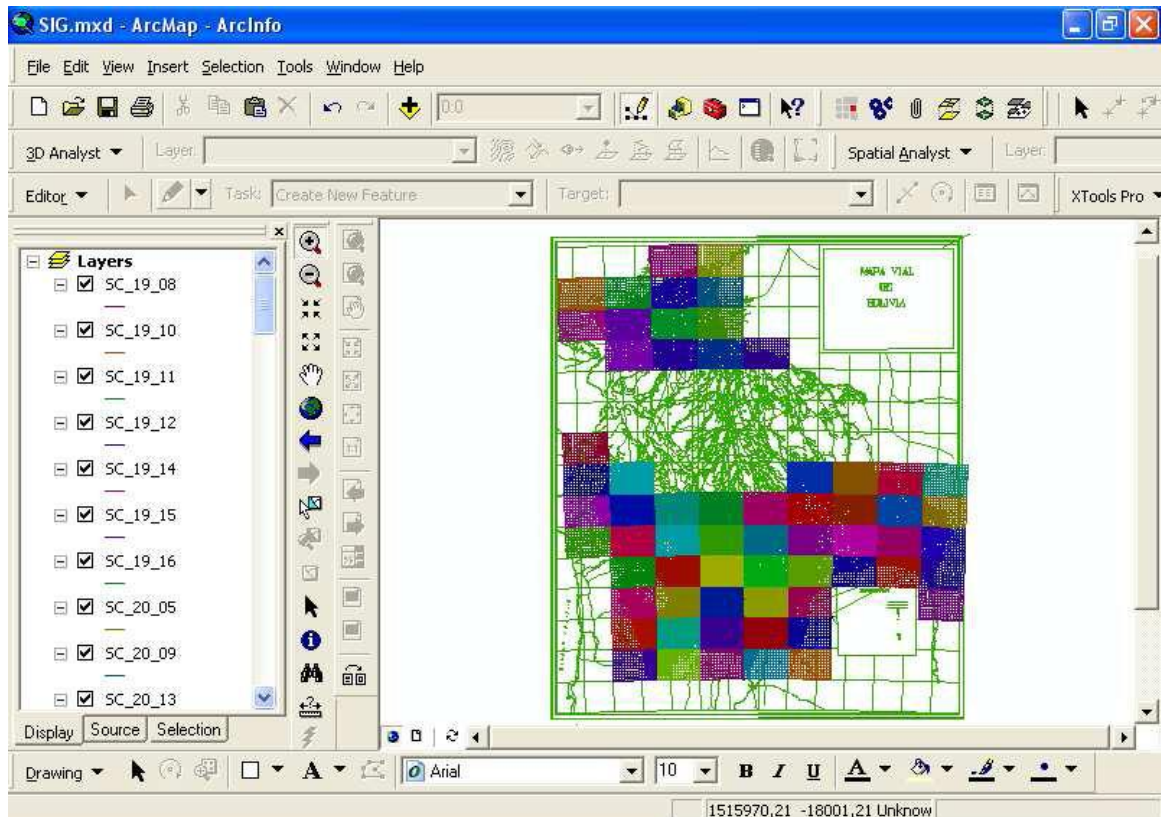 SIG.mxd - ArcMap - ArcInfo
File Edit View Insert Selection Tools Window Help
0:0
3D Analyst Layer: Spatial Analyst Layer:
Editor Task: Create New Feature Target: XTools Pro
Layers
SC_19_08
SC_19_10
SC_19_11
SC_19_12
SC_19_14
SC_19_15
SC_19_16
SC_20_05
SC_20_09
SC_20_13
Display Source Selection
MAPA VIAL
DE
BOLIVIA
Drawing A Arial 10 B I U A
1515970,21 -18001,21 Unknow